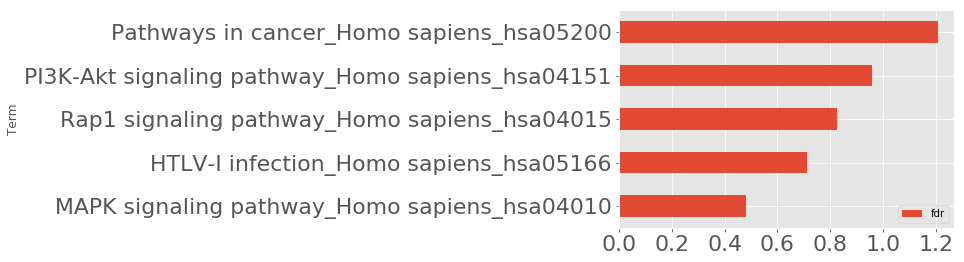 Pathways in cancer_Homo sapiens_hsa05200
PI3K-Akt signaling pathway_Homo sapiens_hsa04151
Rap1 signaling pathway_Homo sapiens_hsa04015
HTLV-I infection_Homo sapiens_hsa05166
MAPK signaling pathway_Homo sapiens_hsa04010
Term
fdr
0.0 0.2 0.4 0.6 0.8 1.0 1.2